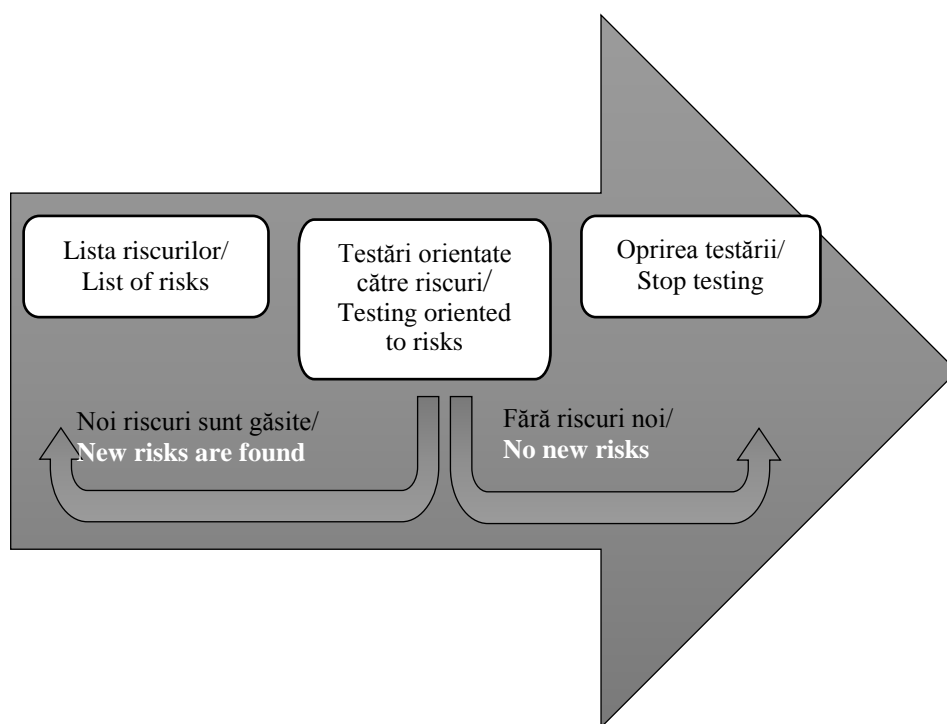 Lista riscurilor/
List of risks
Testări orientate
către riscuri/
Testing oriented
to risks
Oprirea testării/
Stop testing
Noi riscuri sunt găsite/
New risks are found
Fără riscuri noi/
No new risks